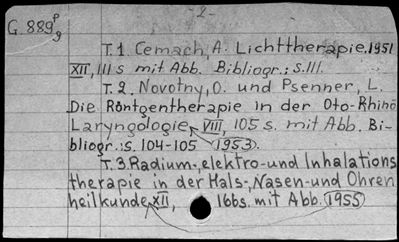 -2-
G.889 p/g
T.1 Cemach, A. Lichttherapie, 1951
XII, 111 s mit Abb. Bibliogr.: s.111.
T.2. Novotny, O. und Psenner, L.
Die Röntgentherapie in der Oto-Rhino
Laryngologie VIII, 105 s. mit Abb. Bi-
bliogr.: s. 104-105 1953.
T.3. Radium-, elektro- und Inhalations
therapie in der Hals-, Nasen- und Ohren
heilkunde, XII, 166s. mit Abb. 1955